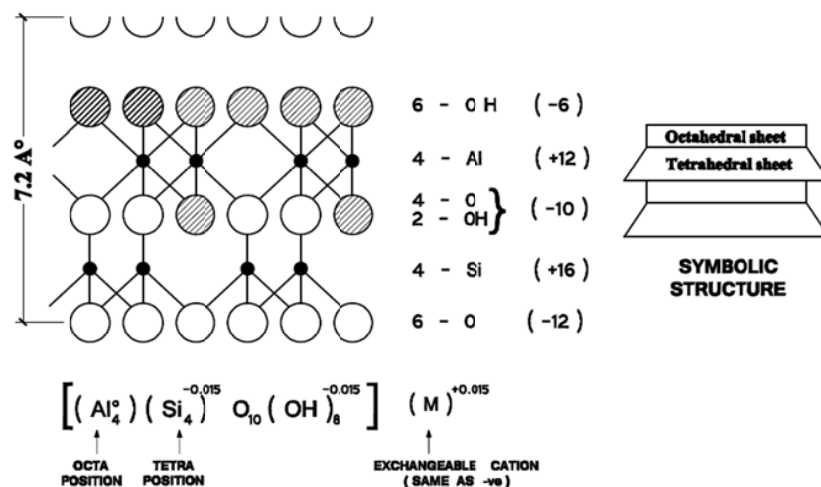 7.2 A°
6 - OH (-6)
4 - Al (+12)
4 - O
2 - OH } (-10)
4 - Si (+16)
6 - O (-12)
Octahedral sheet
Tetrahedral sheet
SYMBOLIC
STRUCTURE
[(Al₄°)(Si₄)⁻⁰·⁰¹⁵ O₁₀(OH)₈⁻⁰·⁰¹⁵] (M)⁺⁰·⁰¹⁵
OCTA
POSITION
TETRA
POSITION
EXCHANGEABLE CATION
(SAME AS -ve)